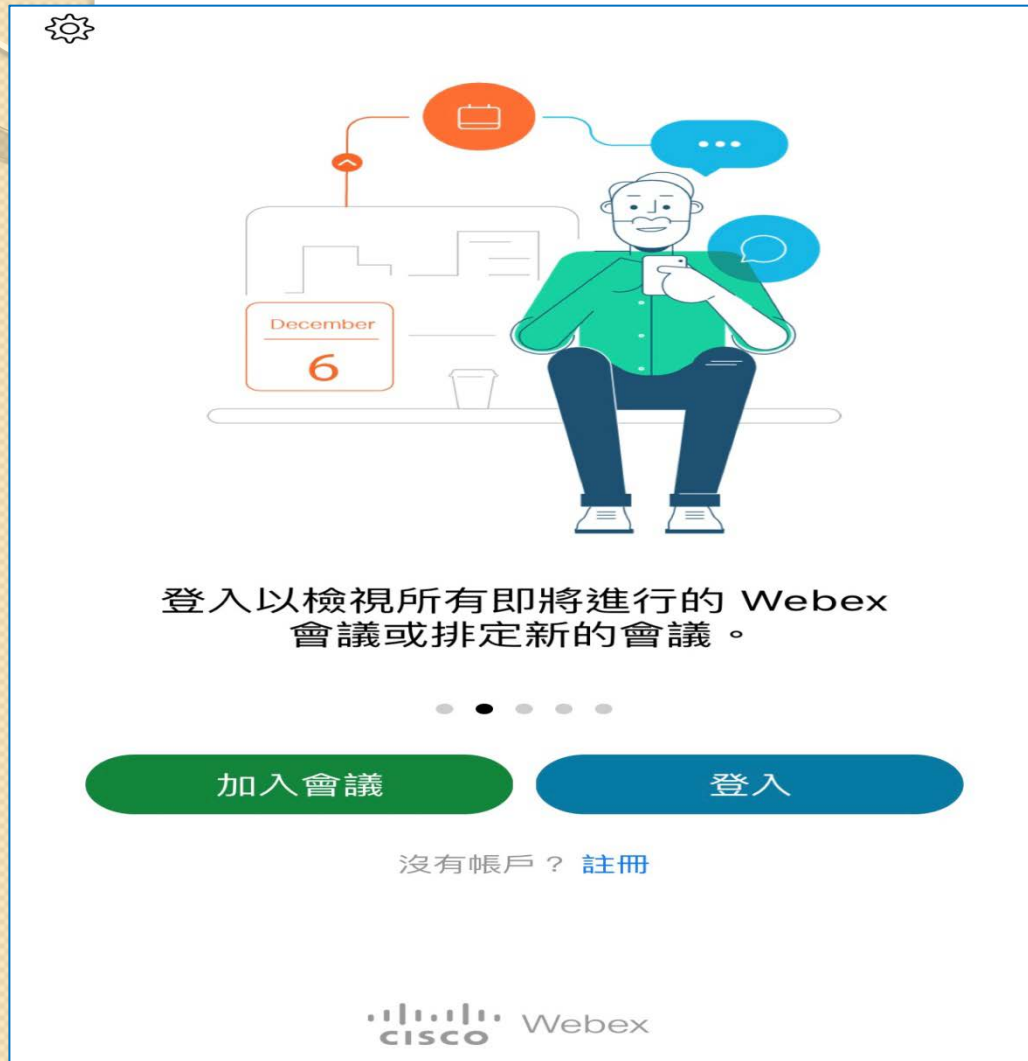 December
6
登入以檢視所有即將進行的 Webex
會議或排定新的會議。
加入會議
登入
沒有帳戶？ 註冊
CISCO Webex